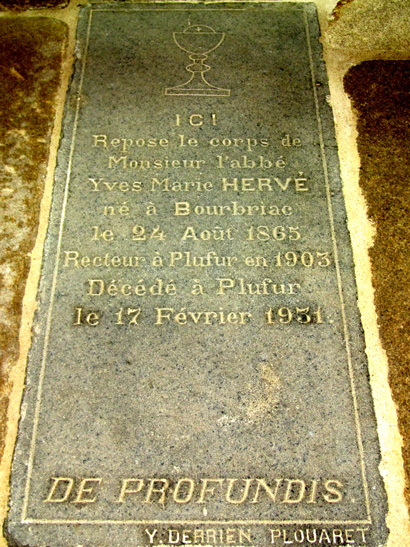 ICI
Repose le corps de
Monsieur l'abbé
Yves Marie HERVÉ
né à Bourbriac
le 24 Août 1865
Recteur à Plufur en 1903
Décédé à Plufur
le 17 Février 1931.
DE PROFUNDIS.
Y.DERRIEN PLOUARET